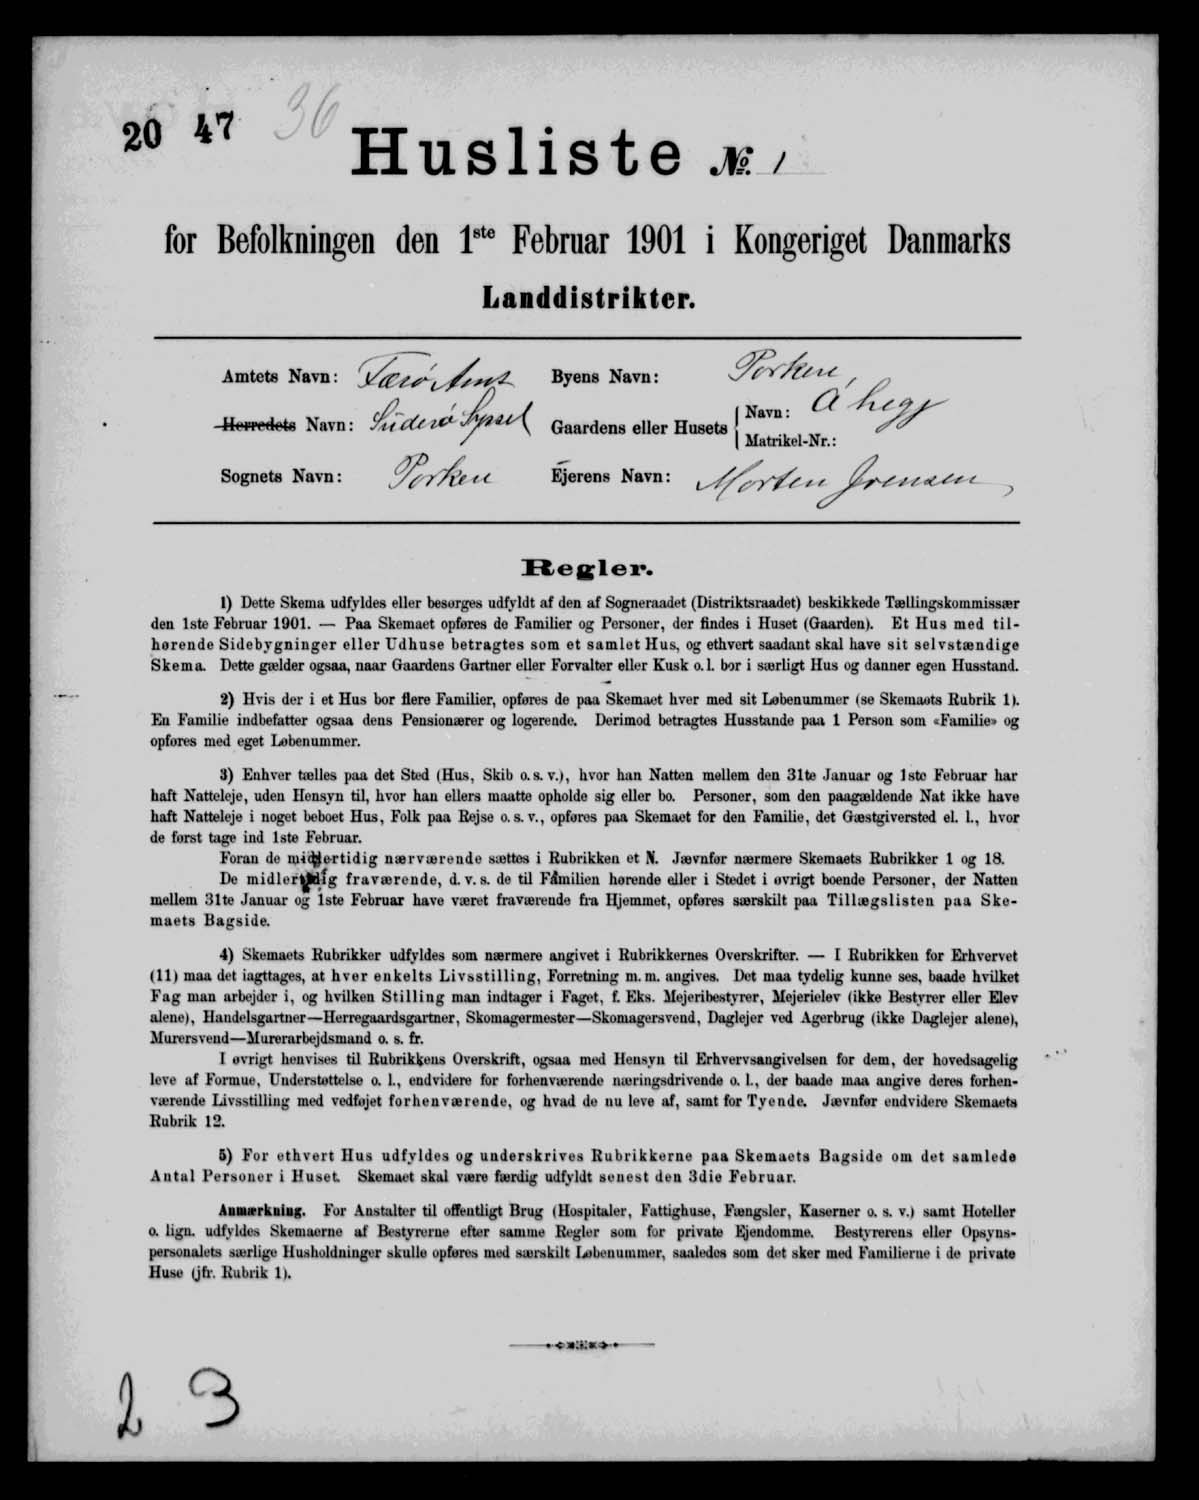 20 47 36
Husliste № 1
for Befolkningen den 1ste Februar 1901 i Kongeriget Danmarks
Landdistrikter.
Amtets Navn: Færø Amt Byens Navn: Porkere,
Herredets Navn: Süderø Syssel Gaardens eller Husets Navn: Á hegj
Matrikel-Nr.:
Sognets Navn: Porkere Ejerens Navn: Morten Joensen
Regler.
1) Dette Skema udfyldes eller besørges udfyldt af den af Sogneraadet (Distriktsraadet) beskikkede Tællingskommissær
den 1ste Februar 1901. — Paa Skemaet opføres de Familier og Personer, der findes i Huset (Gaarden). Et Hus med til-
hørende Sidebygninger eller Udhuse betragtes som et samlet Hus, og ethvert saadant skal have sit selvstændige
Skema. Dette gælder ogsaa, naar Gaardens Gartner eller Forvalter eller Kusk o. l. bor i særligt Hus og danner egen Husstand.
2) Hvis der i et Hus bor flere Familier, opføres de paa Skemaet hver med sit Løbenummer (se Skemaets Rubrik 1).
En Familie indbefatter ogsaa dens Pensionærer og logerende. Derimod betragtes Husstande paa 1 Person som «Familie» og
opføres med eget Løbenummer.
3) Enhver tælles paa det Sted (Hus, Skib o. s. v.), hvor han Natten mellem den 31te Januar og 1ste Februar har
haft Natteleje, uden Hensyn til, hvor han ellers maatte opholde sig eller bo. Personer, som den paagældende Nat ikke have
haft Natteleje i noget beboet Hus, Folk paa Rejse o. s. v., opføres paa Skemaet for den Familie, det Gæstgiversted el. l., hvor
de først tage ind 1ste Februar.
Foran de midlertidig nærværende sættes i Rubrikken et N. Jævnfør nærmere Skemaets Rubrikker 1 og 18.
De midlertidig fraværende, d. v. s. de til Familien hørende eller i Stedet i øvrigt boende Personer, der Natten
mellem 31te Januar og 1ste Februar have været fraværende fra Hjemmet, opføres særskilt paa Tillægslisten paa Ske-
maets Bagside.
4) Skemaets Rubrikker udfyldes som nærmere angivet i Rubrikkernes Overskrifter. — I Rubrikken for Erhvervet
(11) maa det iagttages, at hver enkelts Livsstilling, Forretning m. m. angives. Det maa tydelig kunne ses, baade hvilket
Fag man arbejder i, og hvilken Stilling man indtager i Faget, f. Eks. Mejeribestyrer, Mejerielev (ikke Bestyrer eller Elev
alene), Handelsgartner—Herregaardsgartner, Skomagermester—Skomagersvend, Daglejer ved Agerbrug (ikke Daglejer alene),
Murersvend—Murerarbejdsmand o. s. fr.
I øvrigt henvises til Rubrikkens Overskrift, ogsaa med Hensyn til Erhvervsangivelsen for dem, der hovedsagelig
leve af Formue, Understøttelse o. l., endvidere for forhenværende næringsdrivende o. l., der baade maa angive deres forhen-
værende Livsstilling med vedføjet forhenværende, og hvad de nu leve af, samt for Tyende. Jævnfør endvidere Skemaets
Rubrik 12.
5) For ethvert Hus udfyldes og underskrives Rubrikkerne paa Skemaets Bagside om det samlede
Antal Personer i Huset. Skemaet skal være færdig udfyldt senest den 3die Februar.
Anmærkning. For Anstalter til offentligt Brug (Hospitaler, Fattighuse, Fængsler, Kaserner o. s. v.) samt Hoteller
o. lign. udfyldes Skemaerne af Bestyrerne efter samme Regler som for private Ejendomme. Bestyrerens eller Opsyns-
personalets særlige Husholdninger skulle opføres med særskilt Løbenummer, saaledes som det sker med Familierne i de private
Huse (jfr. Rubrik 1).
2 3